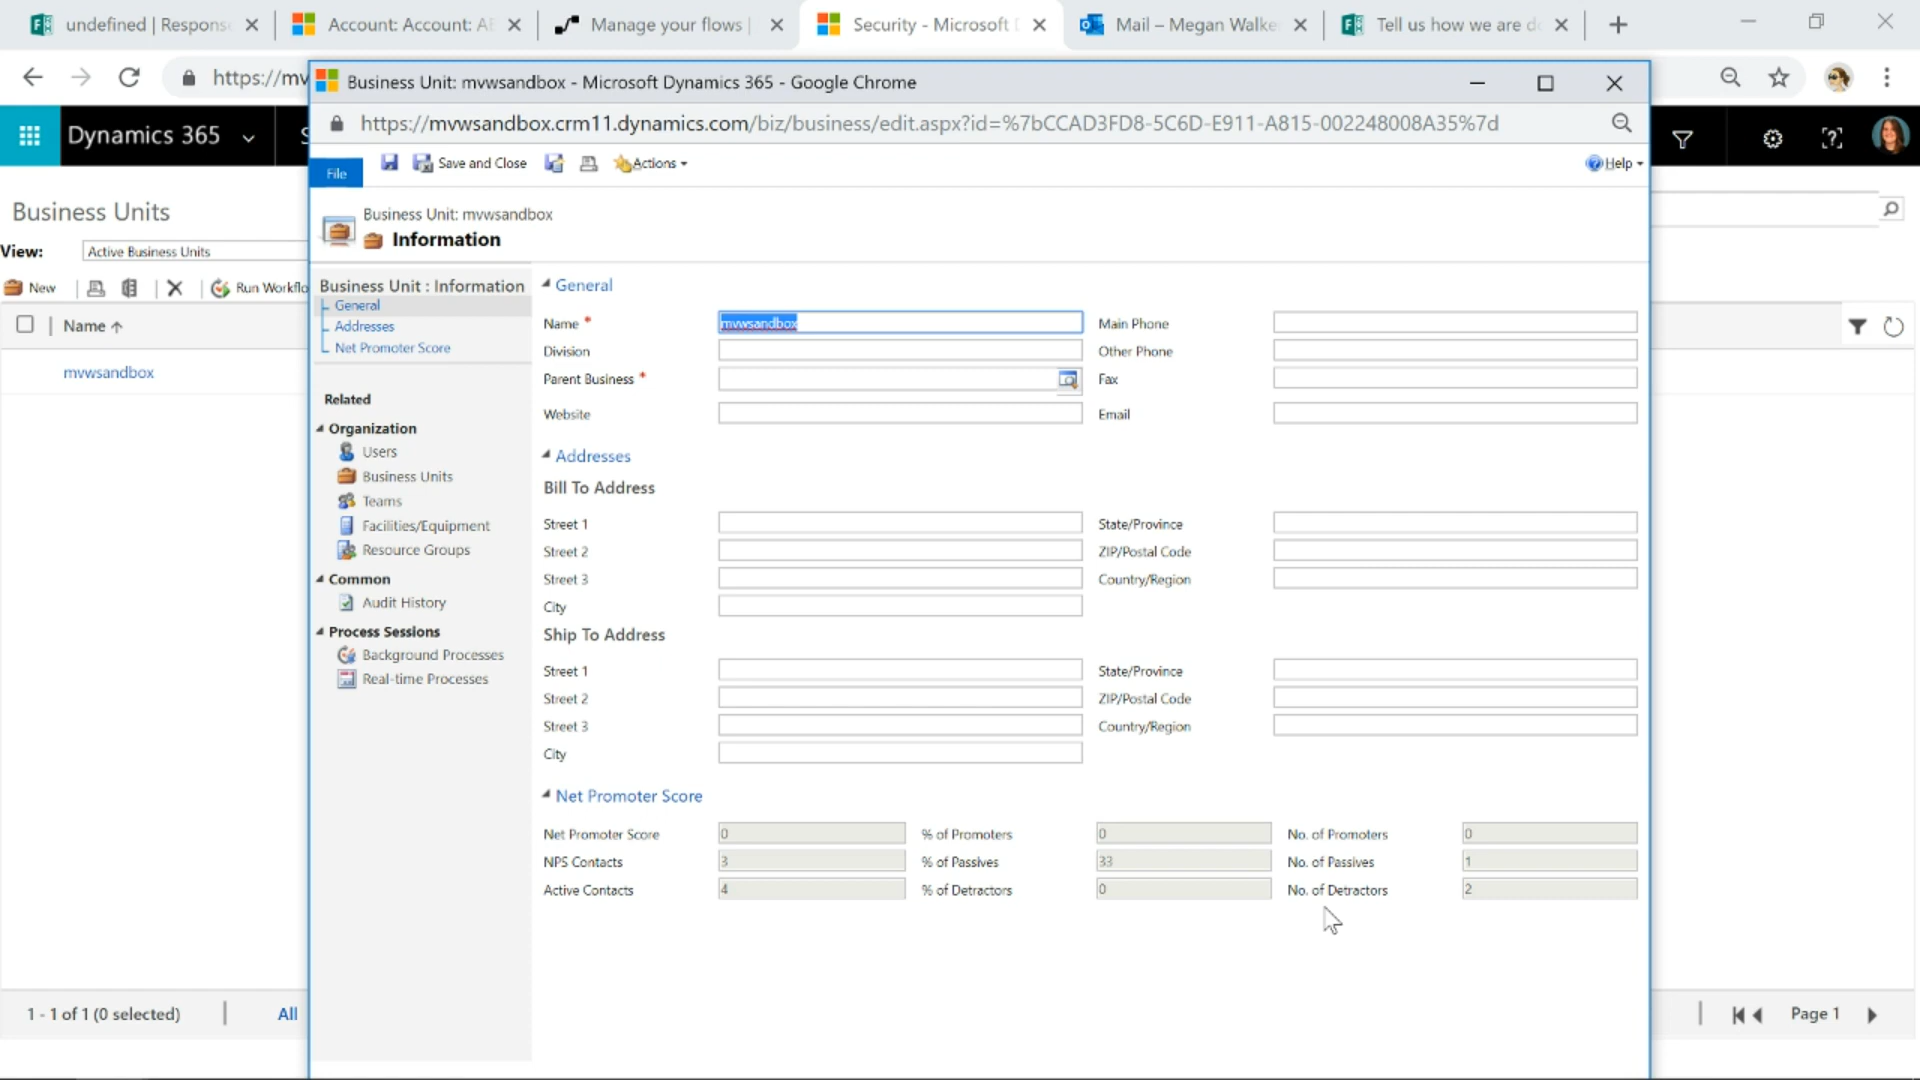 undefined | Respons
Account: Account: AB
Manage your flows |
Security - Microsoft D
Mail – Megan Walke
Tell us how we are do
https://mv
Business Unit: mvwsandbox - Microsoft Dynamics 365 - Google Chrome
https://mvwsandbox.crm11.dynamics.com/biz/business/edit.aspx?id=%7bCCAD3FD8-5C6D-E911-A815-002248008A35%7d
Dynamics 365
S
File
Save and Close
Actions
Help
Business Units
View:
Active Business Units
New
Run Workflo
Name
mvwsandbox
Business Unit: mvwsandbox
Information
Business Unit : Information
General
Addresses
Net Promoter Score
Related
Organization
Users
Business Units
Teams
Facilities/Equipment
Resource Groups
Common
Audit History
Process Sessions
Background Processes
Real-time Processes
General
Name * mvwsandbox Main Phone
Division Other Phone
Parent Business * Fax
Website Email
Addresses
Bill To Address
Street 1 State/Province
Street 2 ZIP/Postal Code
Street 3 Country/Region
City
Ship To Address
Street 1 State/Province
Street 2 ZIP/Postal Code
Street 3 Country/Region
City
Net Promoter Score
Net Promoter Score 0 % of Promoters 0 No. of Promoters 0
NPS Contacts 3 % of Passives 33 No. of Passives 1
Active Contacts 4 % of Detractors 0 No. of Detractors 2
1 - 1 of 1 (0 selected)
All
Page 1